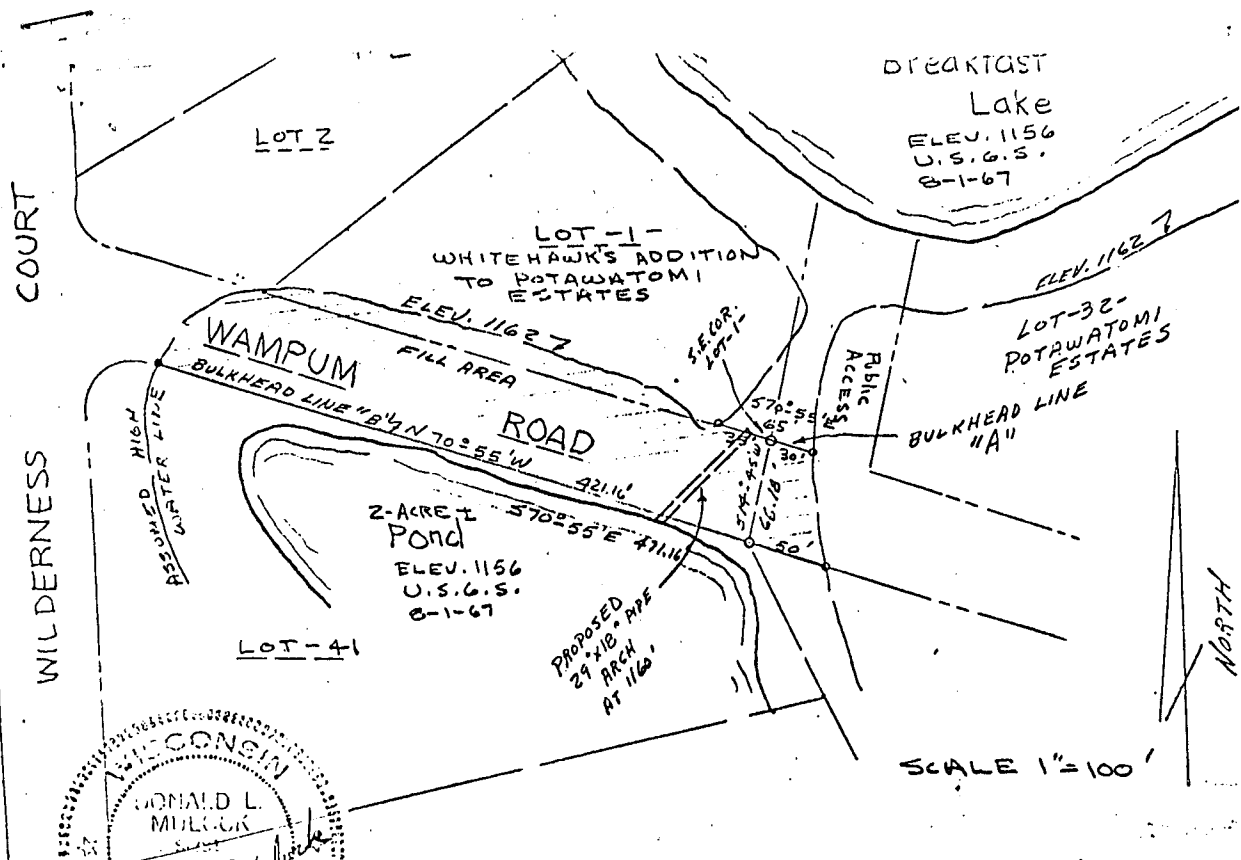 Breakfast
Lake
ELEV. 1156
U.S.G.S.
8-1-67
LOT 2
COURT
LOT -1-
WHITEHAWK'S ADDITION
TO POTAWATOMI
ESTATES
ELEV. 1162
ELEV. 1162
LOT-32-
POTAWATOMI
ESTATES
S.E. COR.
LOT-1-
PUBLIC
ACCESS
WAMPUM
FILL AREA
ROAD
BULKHEAD LINE "B" N 70° 55' W
421.16'
S70° 55' E
65'
30'
BULKHEAD LINE
"A"
S14° 45' W
66.18'
50'
ASSUMED HIGH
WATER LINE
WILDERNESS
2-ACRE ±
Pond
ELEV. 1156
U.S.G.S.
8-1-67
S70° 55' E 471.16'
PROPOSED
29" X 18" PIPE
ARCH
AT 1160'
LOT-41
NORTH
SCALE 1"=100'
WISCONSIN
DONALD L.